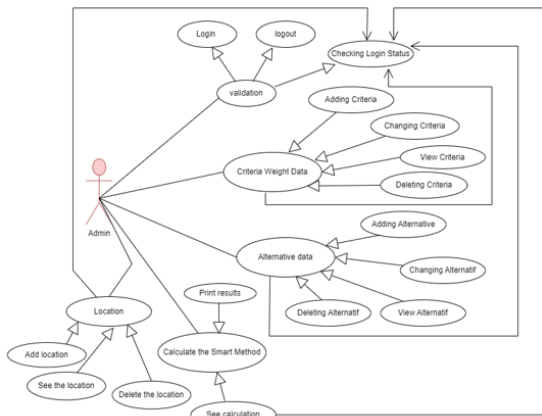 Login
logout
Checking Login Status
validation
Adding Criteria
Changing Criteria
View Criteria
Criteria Weight Data
Deleting Criteria
Adding Alternative
Admin
Alternative data
Changing Alternatif
Print results
Location
Deleting Alternatif
View Alternatif
Add location
Calculate the Smart Method
See the location
Delete the location
See calculation